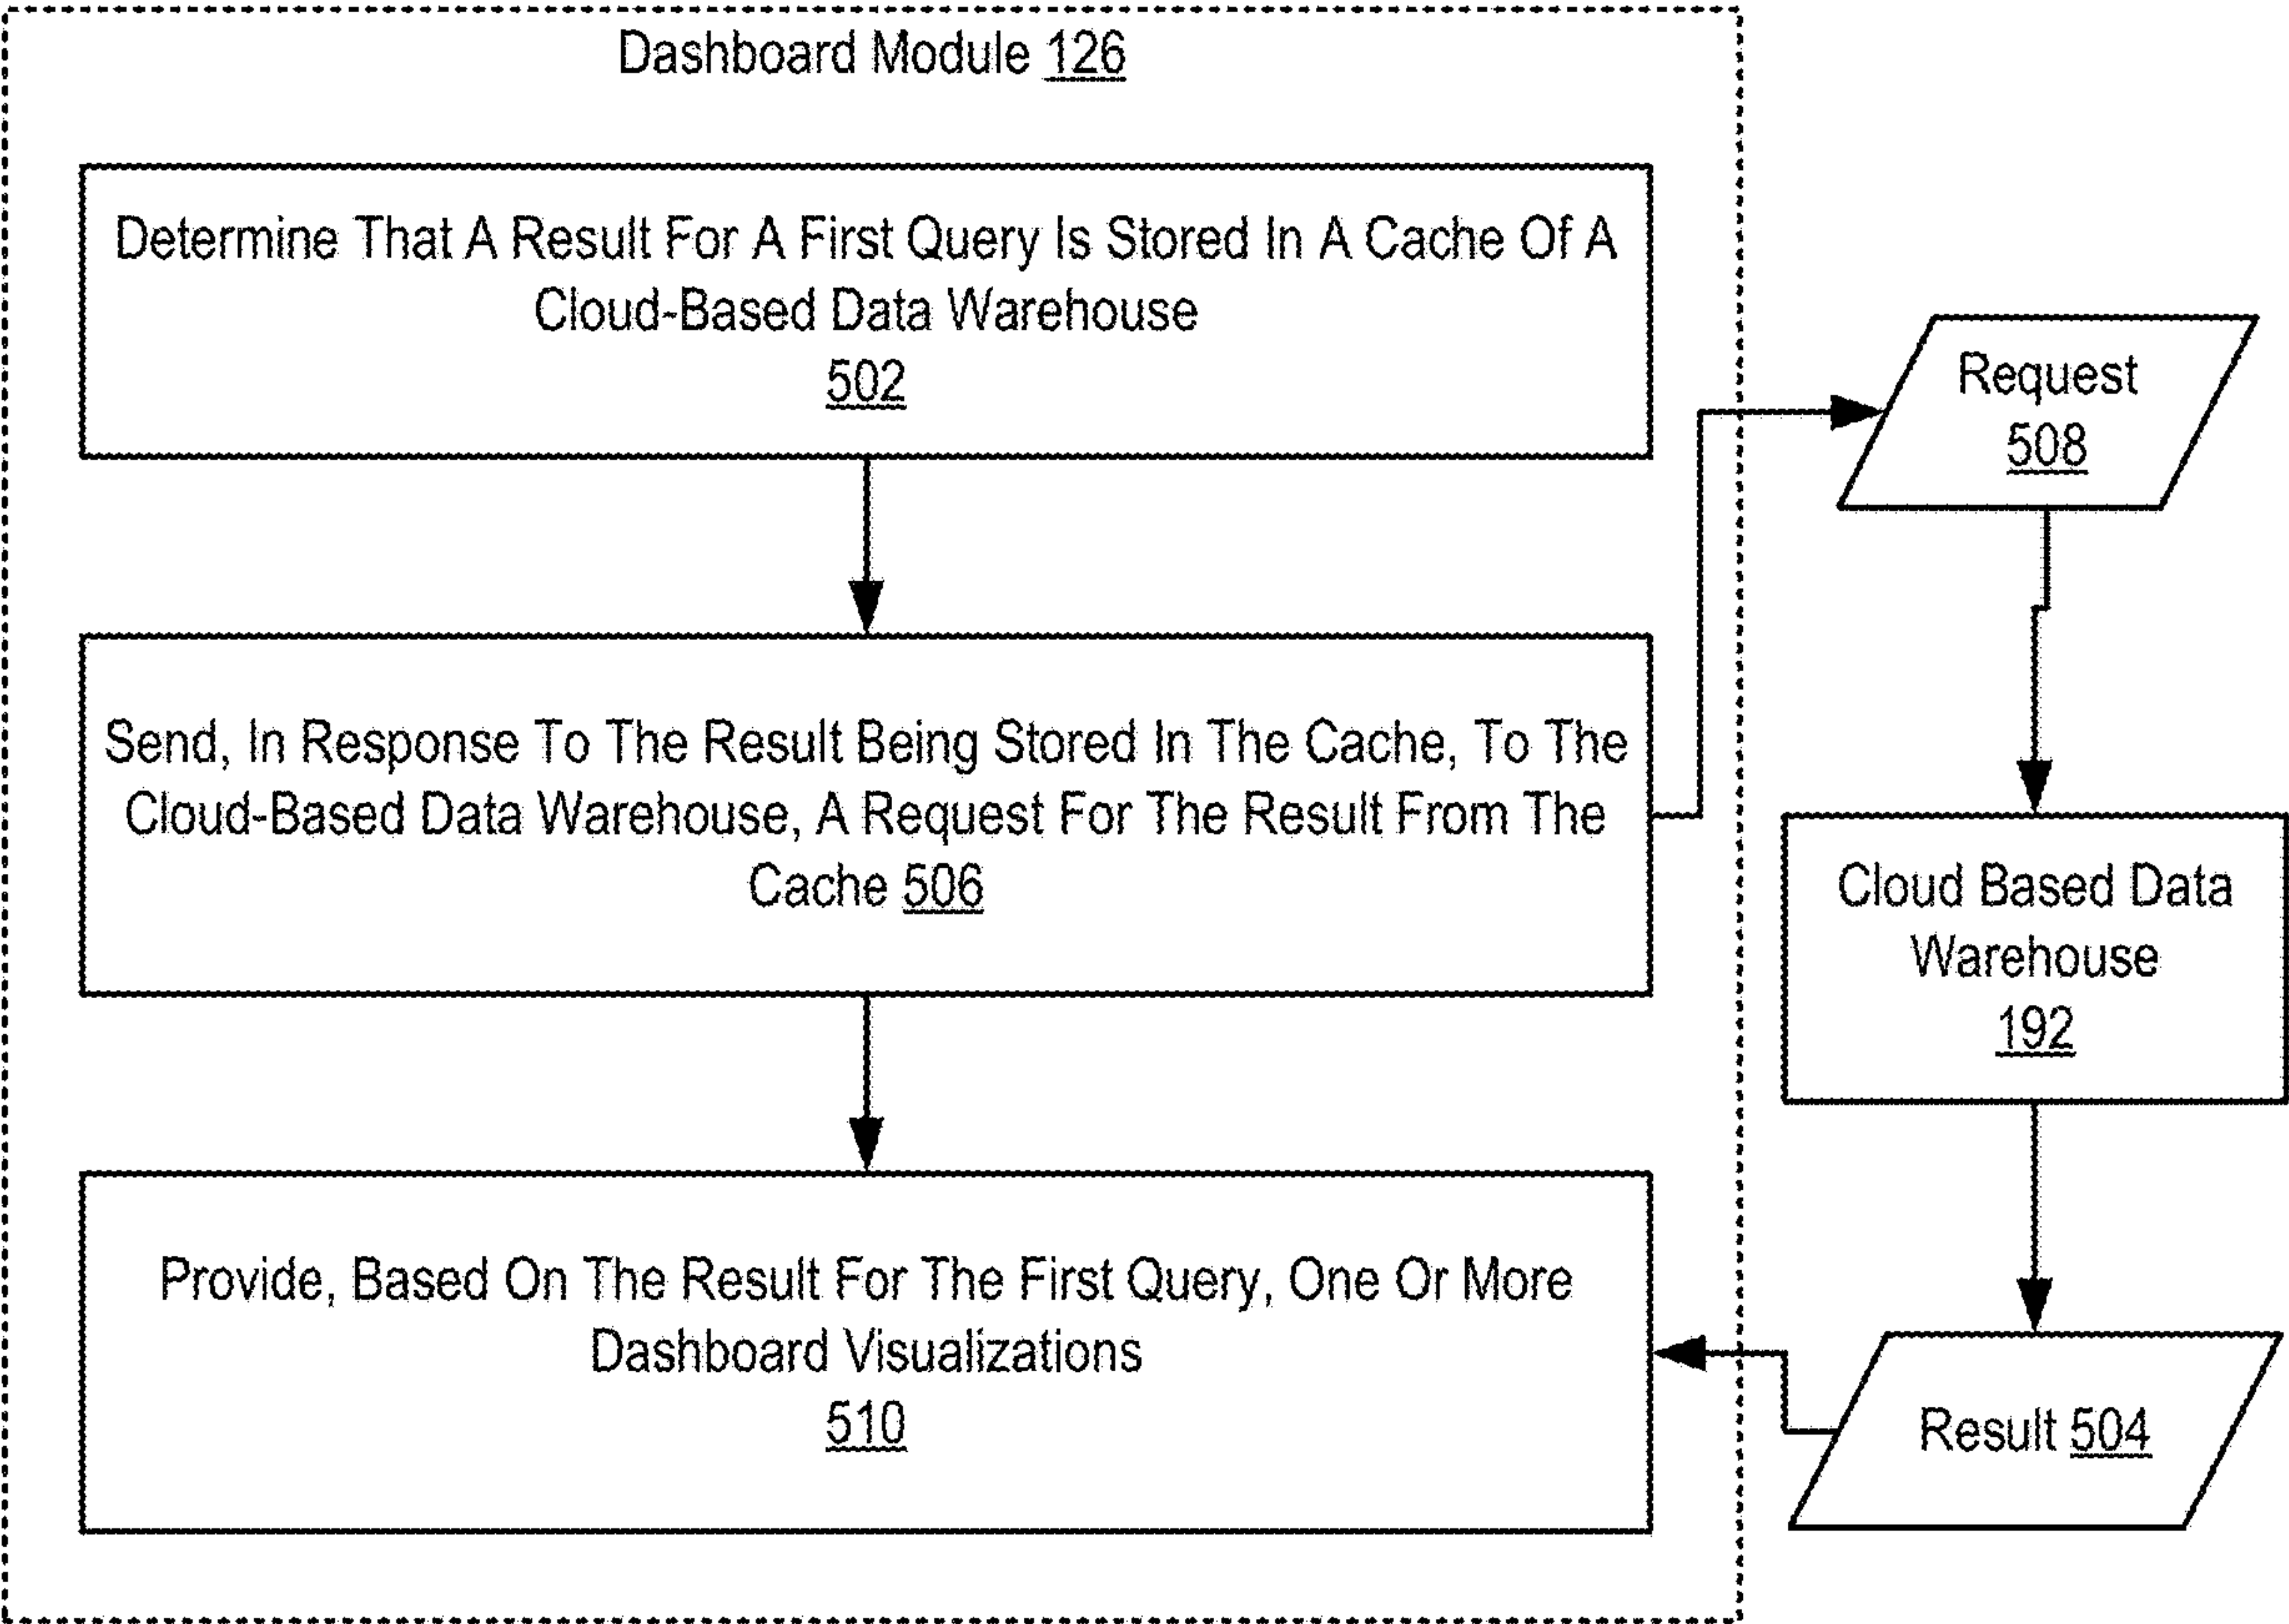 Dashboard Module 126
Determine That A Result For A First Query Is Stored In A Cache Of A
Cloud-Based Data Warehouse
502
Send, In Response To The Result Being Stored In The Cache, To The
Cloud-Based Data Warehouse, A Request For The Result From The
Cache 506
Provide, Based On The Result For The First Query, One Or More
Dashboard Visualizations
510
Request
508
Cloud Based Data
Warehouse
192
Result 504